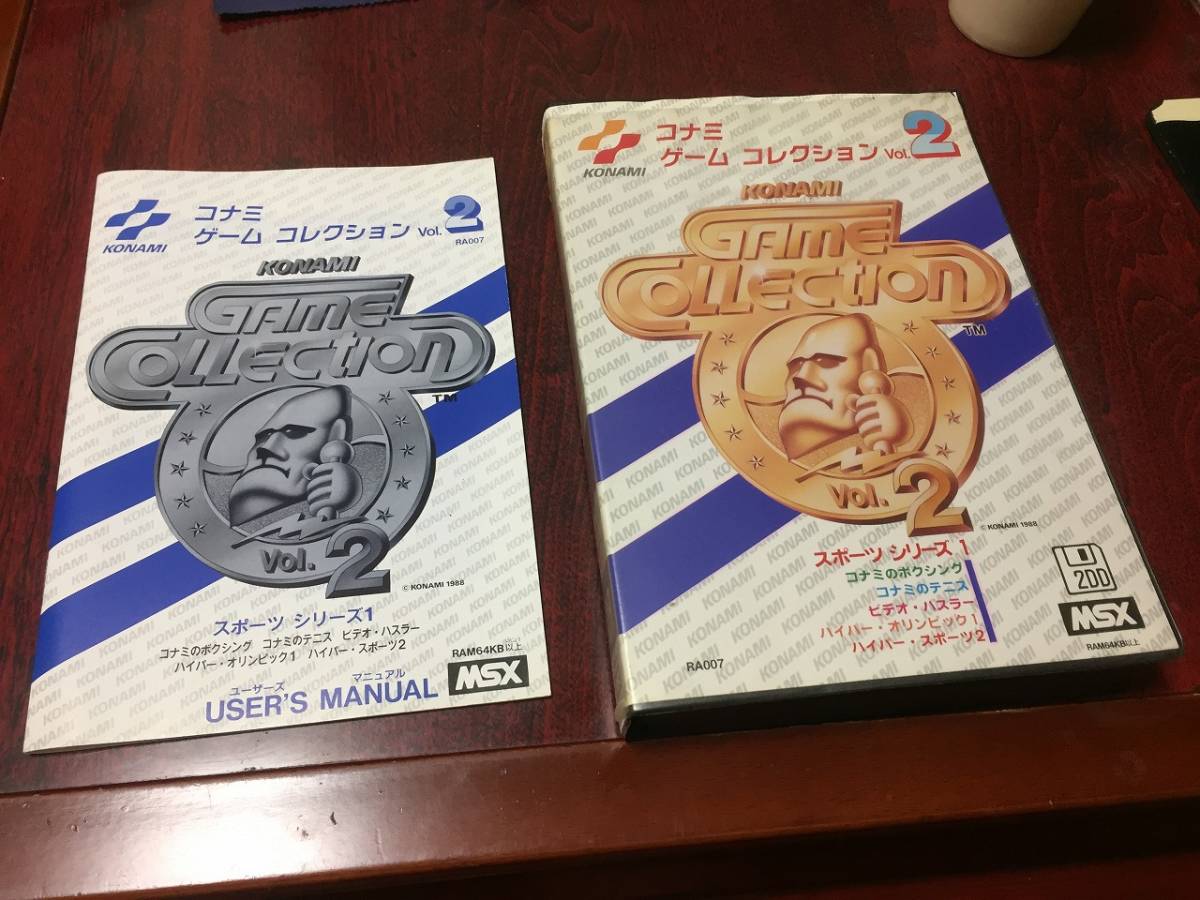 KONAMI
コナミ
ゲーム コレクション Vol. 2
RA007
KONAMI
GAME
COLLECTION
TM
Vol. 2
© KONAMI 1988
スポーツ シリーズ1
コナミのボクシング コナミのテニス ビデオ・ハスラー
ハイパー・オリンピック1 ハイパー・スポーツ2
ユーザーズ マニュアル
USER'S MANUAL
RAM64KB以上
MSX
KONAMI
コナミ
ゲーム コレクション Vol. 2
KONAMI
GAME
COLLECTION
TM
Vol. 2
© KONAMI 1988
スポーツ シリーズ 1
コナミのボクシング
コナミのテニス
ビデオ・ハスラー
ハイパー・オリンピック1
ハイパー・スポーツ2
RA007
2DD
MSX
RAM64KB以上